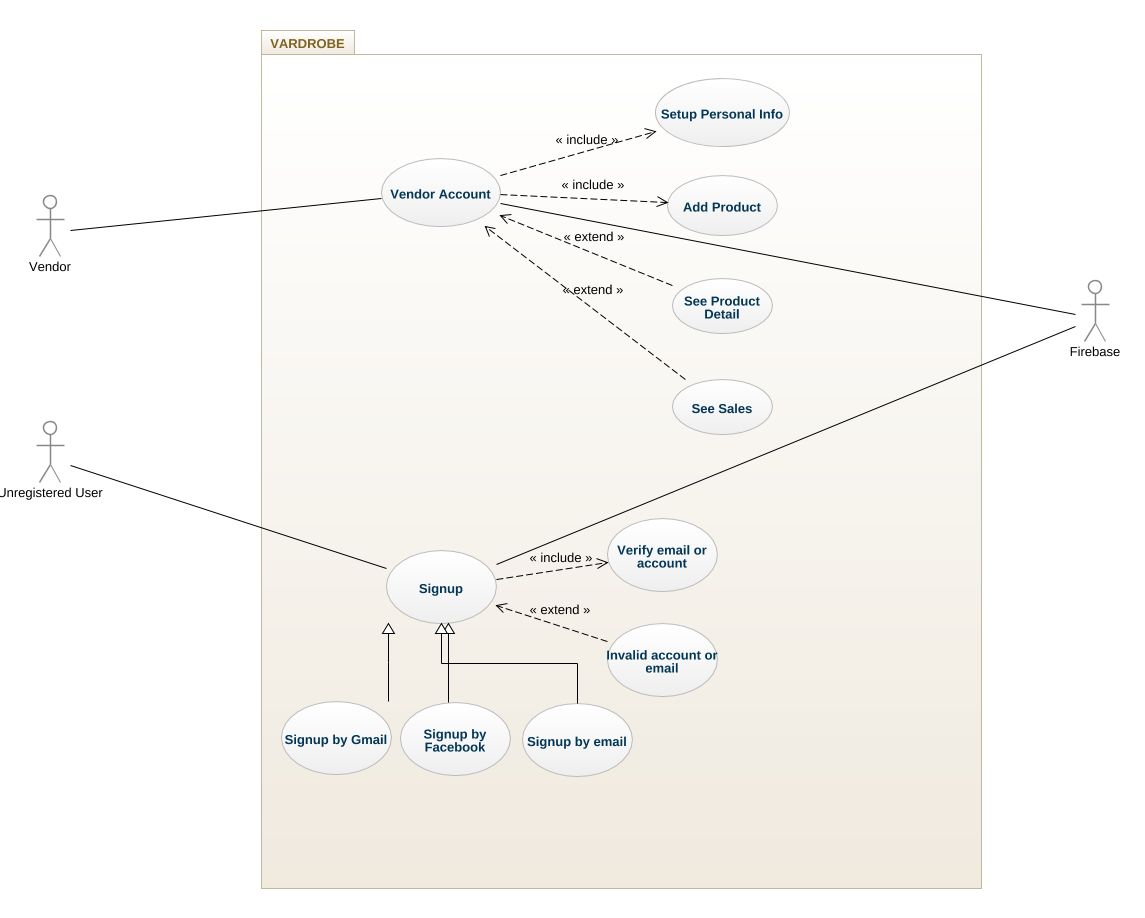 VARDROBE
Setup Personal Info
« include »
« include »
Vendor Account
Add Product
« extend »
Vendor
« extend »
See Product
Detail
Firebase
See Sales
Unregistered User
Verify email or
account
« include »
Signup
« extend »
Invalid account or
email
Signup by Gmail
Signup by
Facebook
Signup by email